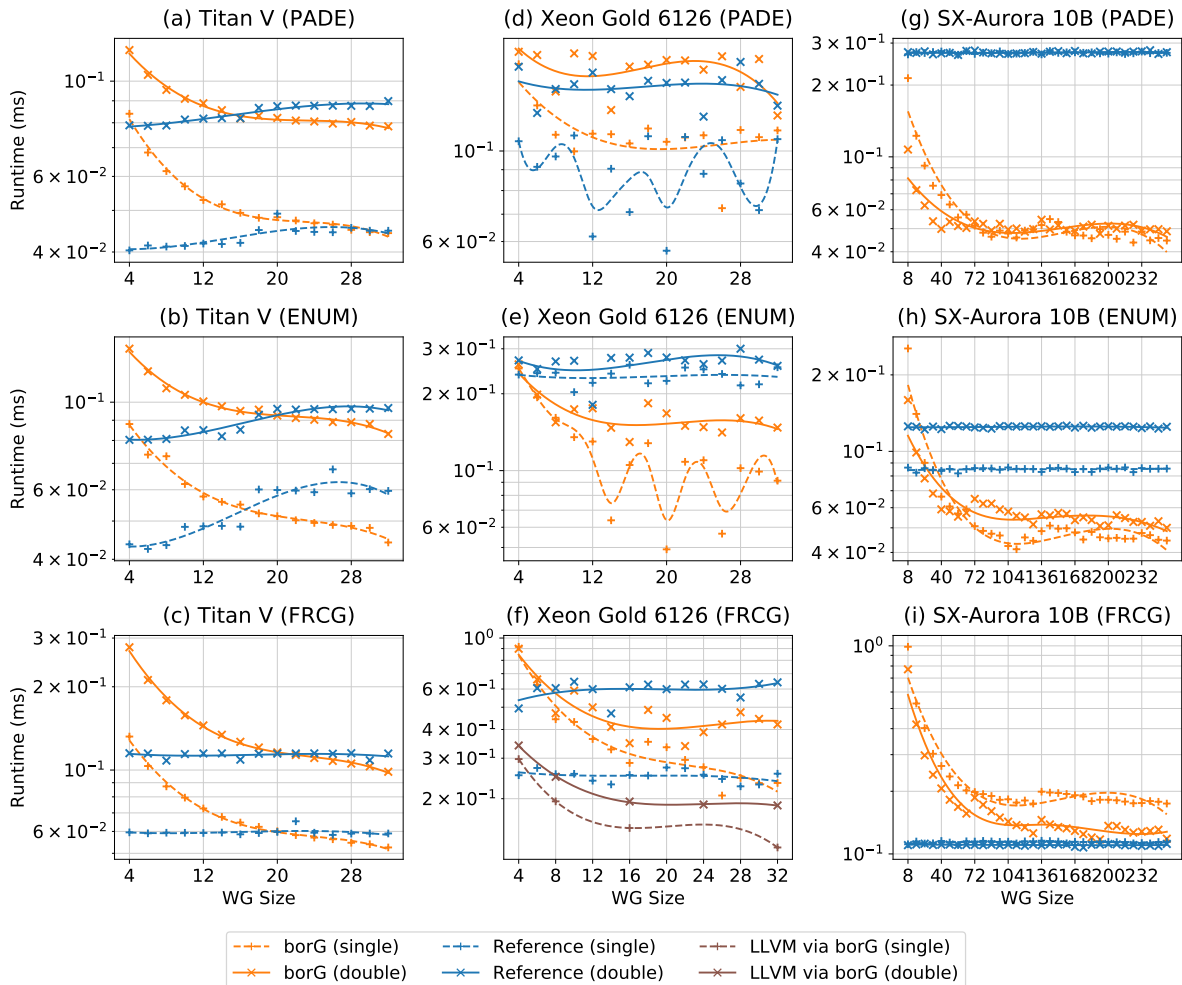 (a) Titan V (PADE)
(d) Xeon Gold 6126 (PADE)
(g) SX-Aurora 10B (PADE)
Runtime (ms)
10⁻¹
6 × 10⁻²
4 × 10⁻²
4 12 20 28
10⁻¹
6 × 10⁻²
4 12 20 28
3 × 10⁻¹
10⁻¹
6 × 10⁻²
4 × 10⁻²
8 40 72 104 136 168 200 232
(b) Titan V (ENUM)
(e) Xeon Gold 6126 (ENUM)
(h) SX-Aurora 10B (ENUM)
Runtime (ms)
10⁻¹
6 × 10⁻²
4 × 10⁻²
4 12 20 28
3 × 10⁻¹
2 × 10⁻¹
10⁻¹
6 × 10⁻²
4 12 20 28
2 × 10⁻¹
10⁻¹
6 × 10⁻²
4 × 10⁻²
8 40 72 104 136 168 200 232
(c) Titan V (FRCG)
(f) Xeon Gold 6126 (FRCG)
(i) SX-Aurora 10B (FRCG)
Runtime (ms)
3 × 10⁻¹
2 × 10⁻¹
10⁻¹
6 × 10⁻²
4 12 20 28
WG Size
10⁰
6 × 10⁻¹
4 × 10⁻¹
3 × 10⁻¹
2 × 10⁻¹
4 8 12 16 20 24 28 32
WG Size
10⁰
10⁻¹
8 40 72 104 136 168 200 232
WG Size
borG (single)
borG (double)
Reference (single)
Reference (double)
LLVM via borG (single)
LLVM via borG (double)